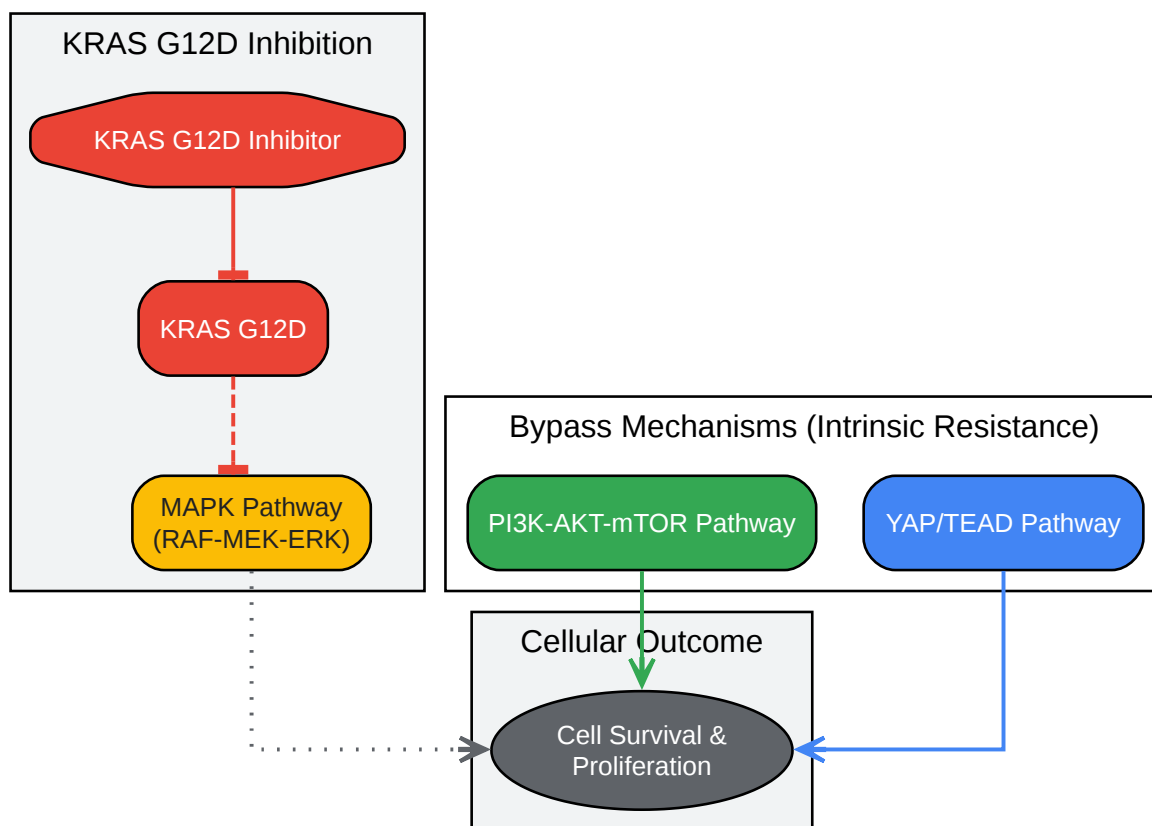 KRAS G12D Inhibition
KRAS G12D Inhibitor
KRAS G12D
MAPK Pathway
(RAF-MEK-ERK)
Bypass Mechanisms (Intrinsic Resistance)
PI3K-AKT-mTOR Pathway
YAP/TEAD Pathway
Cellular Outcome
Cell Survival &
Proliferation